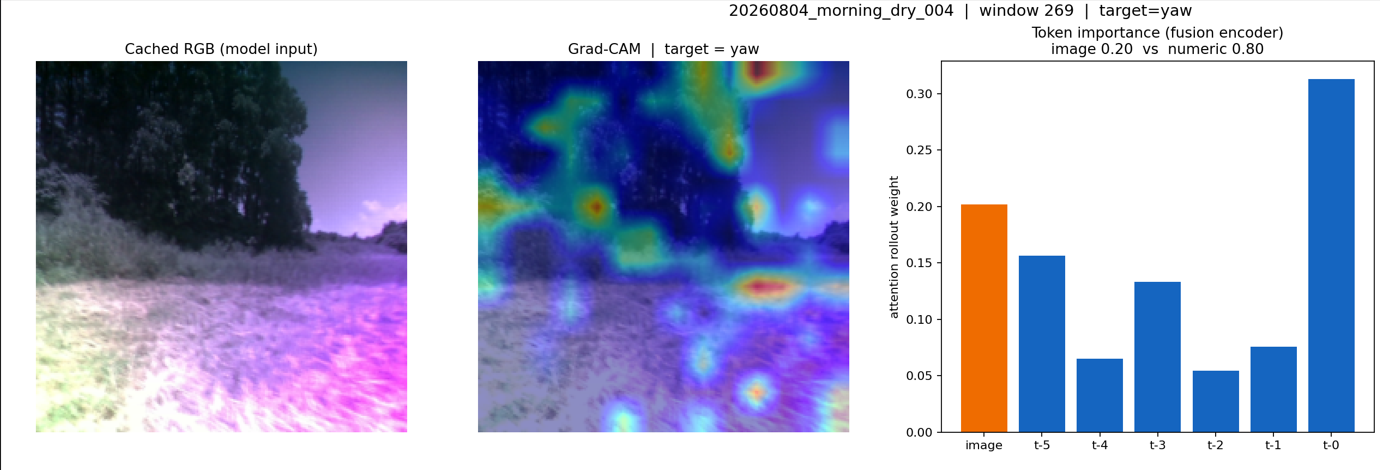 20260804_morning_dry_004 | window 269 | target=yaw
Cached RGB (model input)
Grad-CAM | target = yaw
Token importance (fusion encoder)
image 0.20 vs numeric 0.80
attention rollout weight
0.30
0.25
0.20
0.15
0.10
0.05
0.00
image t-5 t-4 t-3 t-2 t-1 t-0